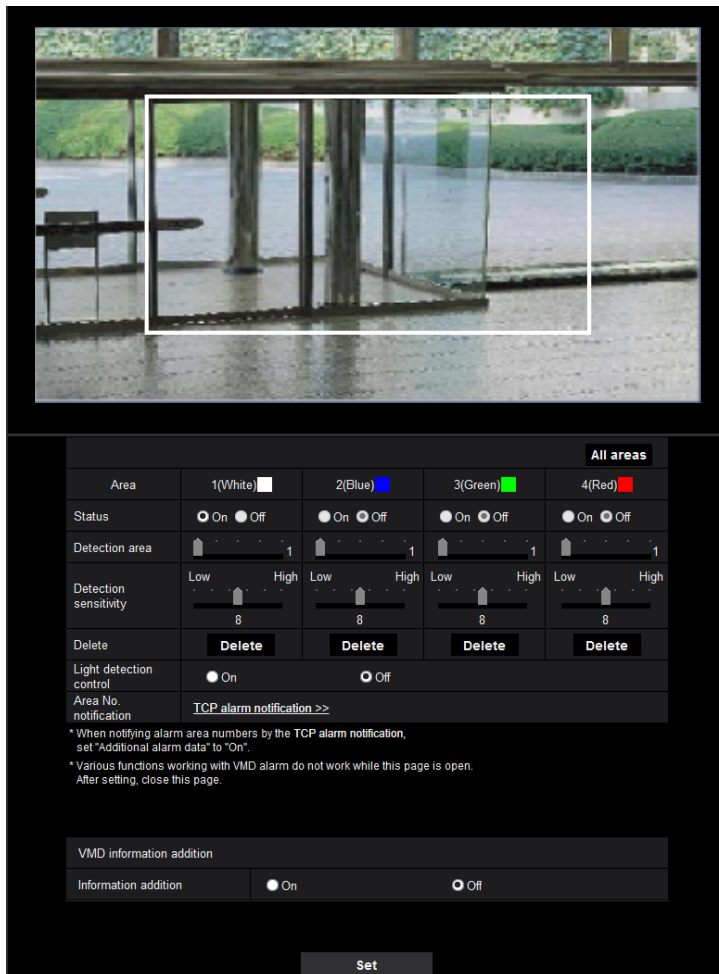 All areas
Area 1(White) 2(Blue) 3(Green) 4(Red)
Status On Off On Off On Off On Off
Detection area 1 1 1 1
Low High Low High Low High Low High
Detection
sensitivity
8 8 8 8
Delete Delete Delete Delete Delete
Light detection
control
On Off
Area No.
notification
TCP alarm notification >>
* When notifying alarm area numbers by the TCP alarm notification,
set "Additional alarm data" to "On".
* Various functions working with VMD alarm do not work while this page is open.
After setting, close this page.
VMD information addition
Information addition On Off
Set